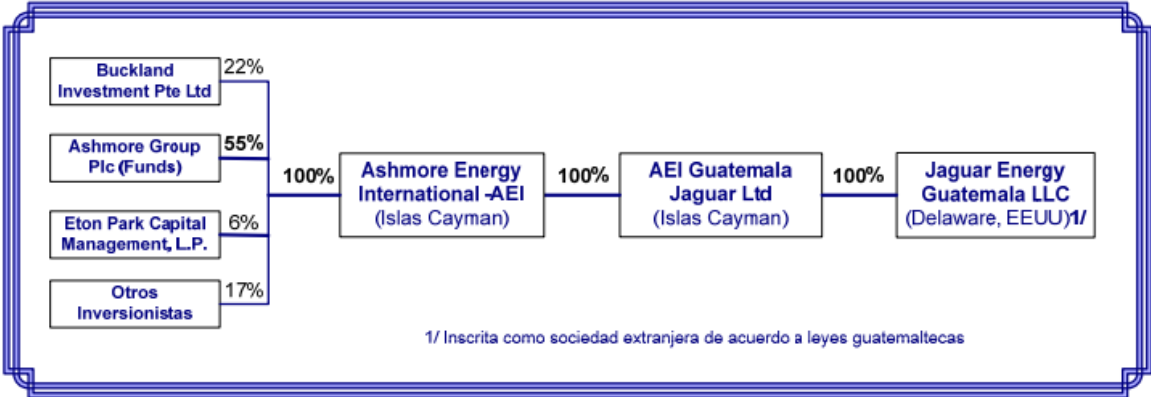 Buckland
Investment Pte Ltd
22%
Ashmore Group
Plc (Funds)
55%
Eton Park Capital
Management, L.P.
6%
Otros
Inversionistas
17%
100%
Ashmore Energy
International -AEI
(Islas Cayman)
100%
AEI Guatemala
Jaguar Ltd
(Islas Cayman)
100%
Jaguar Energy
Guatemala LLC
(Delaware, EEUU)1/
1/ Inscrita como sociedad extranjera de acuerdo a leyes guatemaltecas